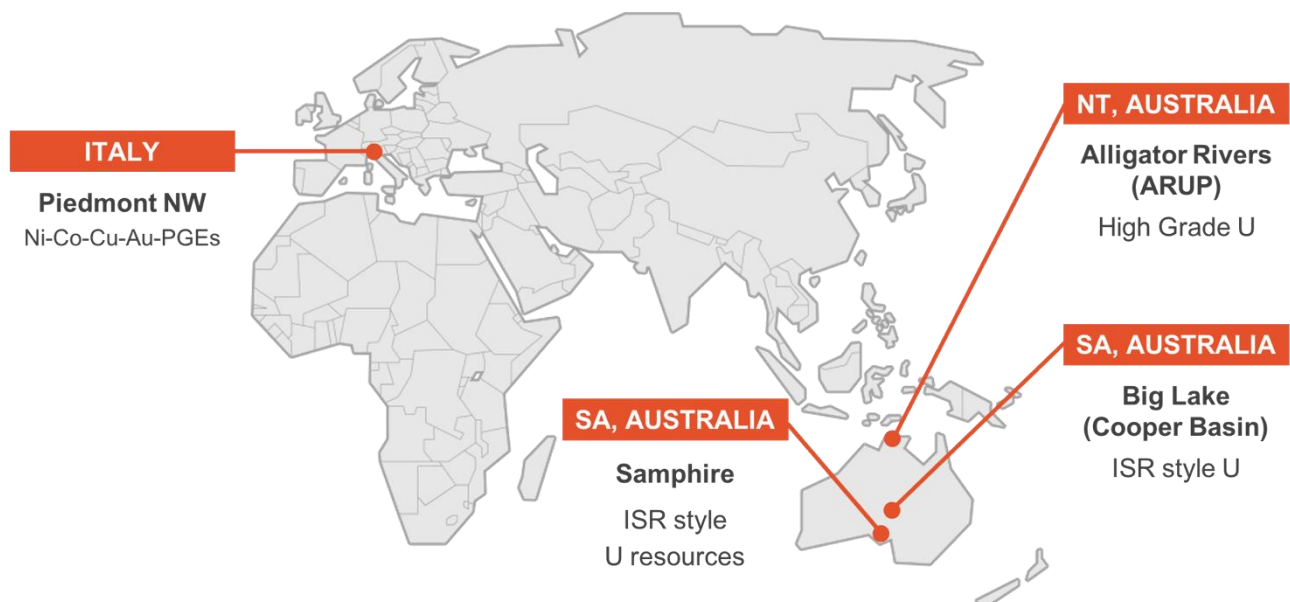 ITALY
Piedmont NW
Ni-Co-Cu-Au-PGEs
NT, AUSTRALIA
Alligator Rivers
(ARUP)
High Grade U
SA, AUSTRALIA
Big Lake
(Cooper Basin)
ISR style U
SA, AUSTRALIA
Samphire
ISR style
U resources